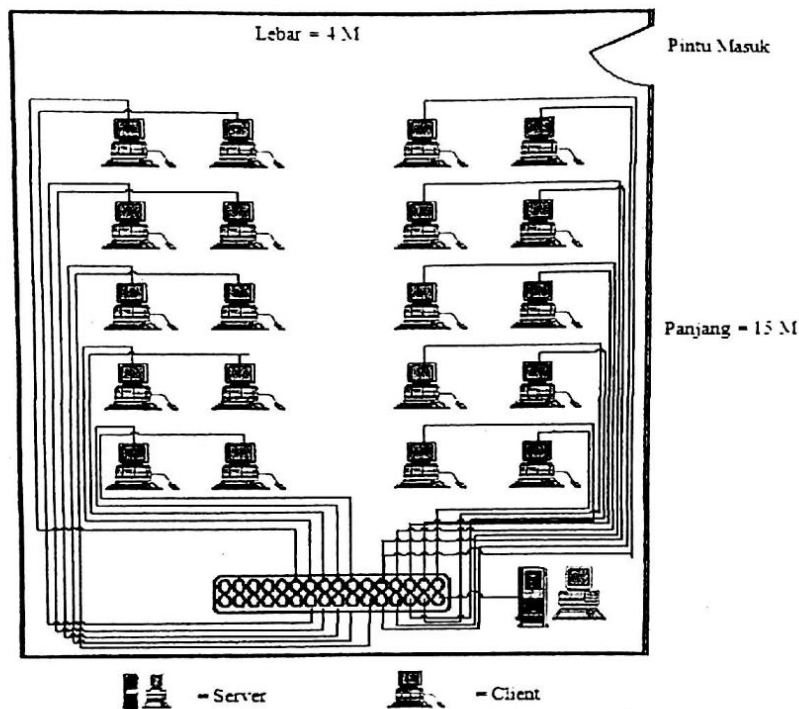 Lebar = 4 M
Pintu Masuk
Panjang = 15 M
= Server
= Client